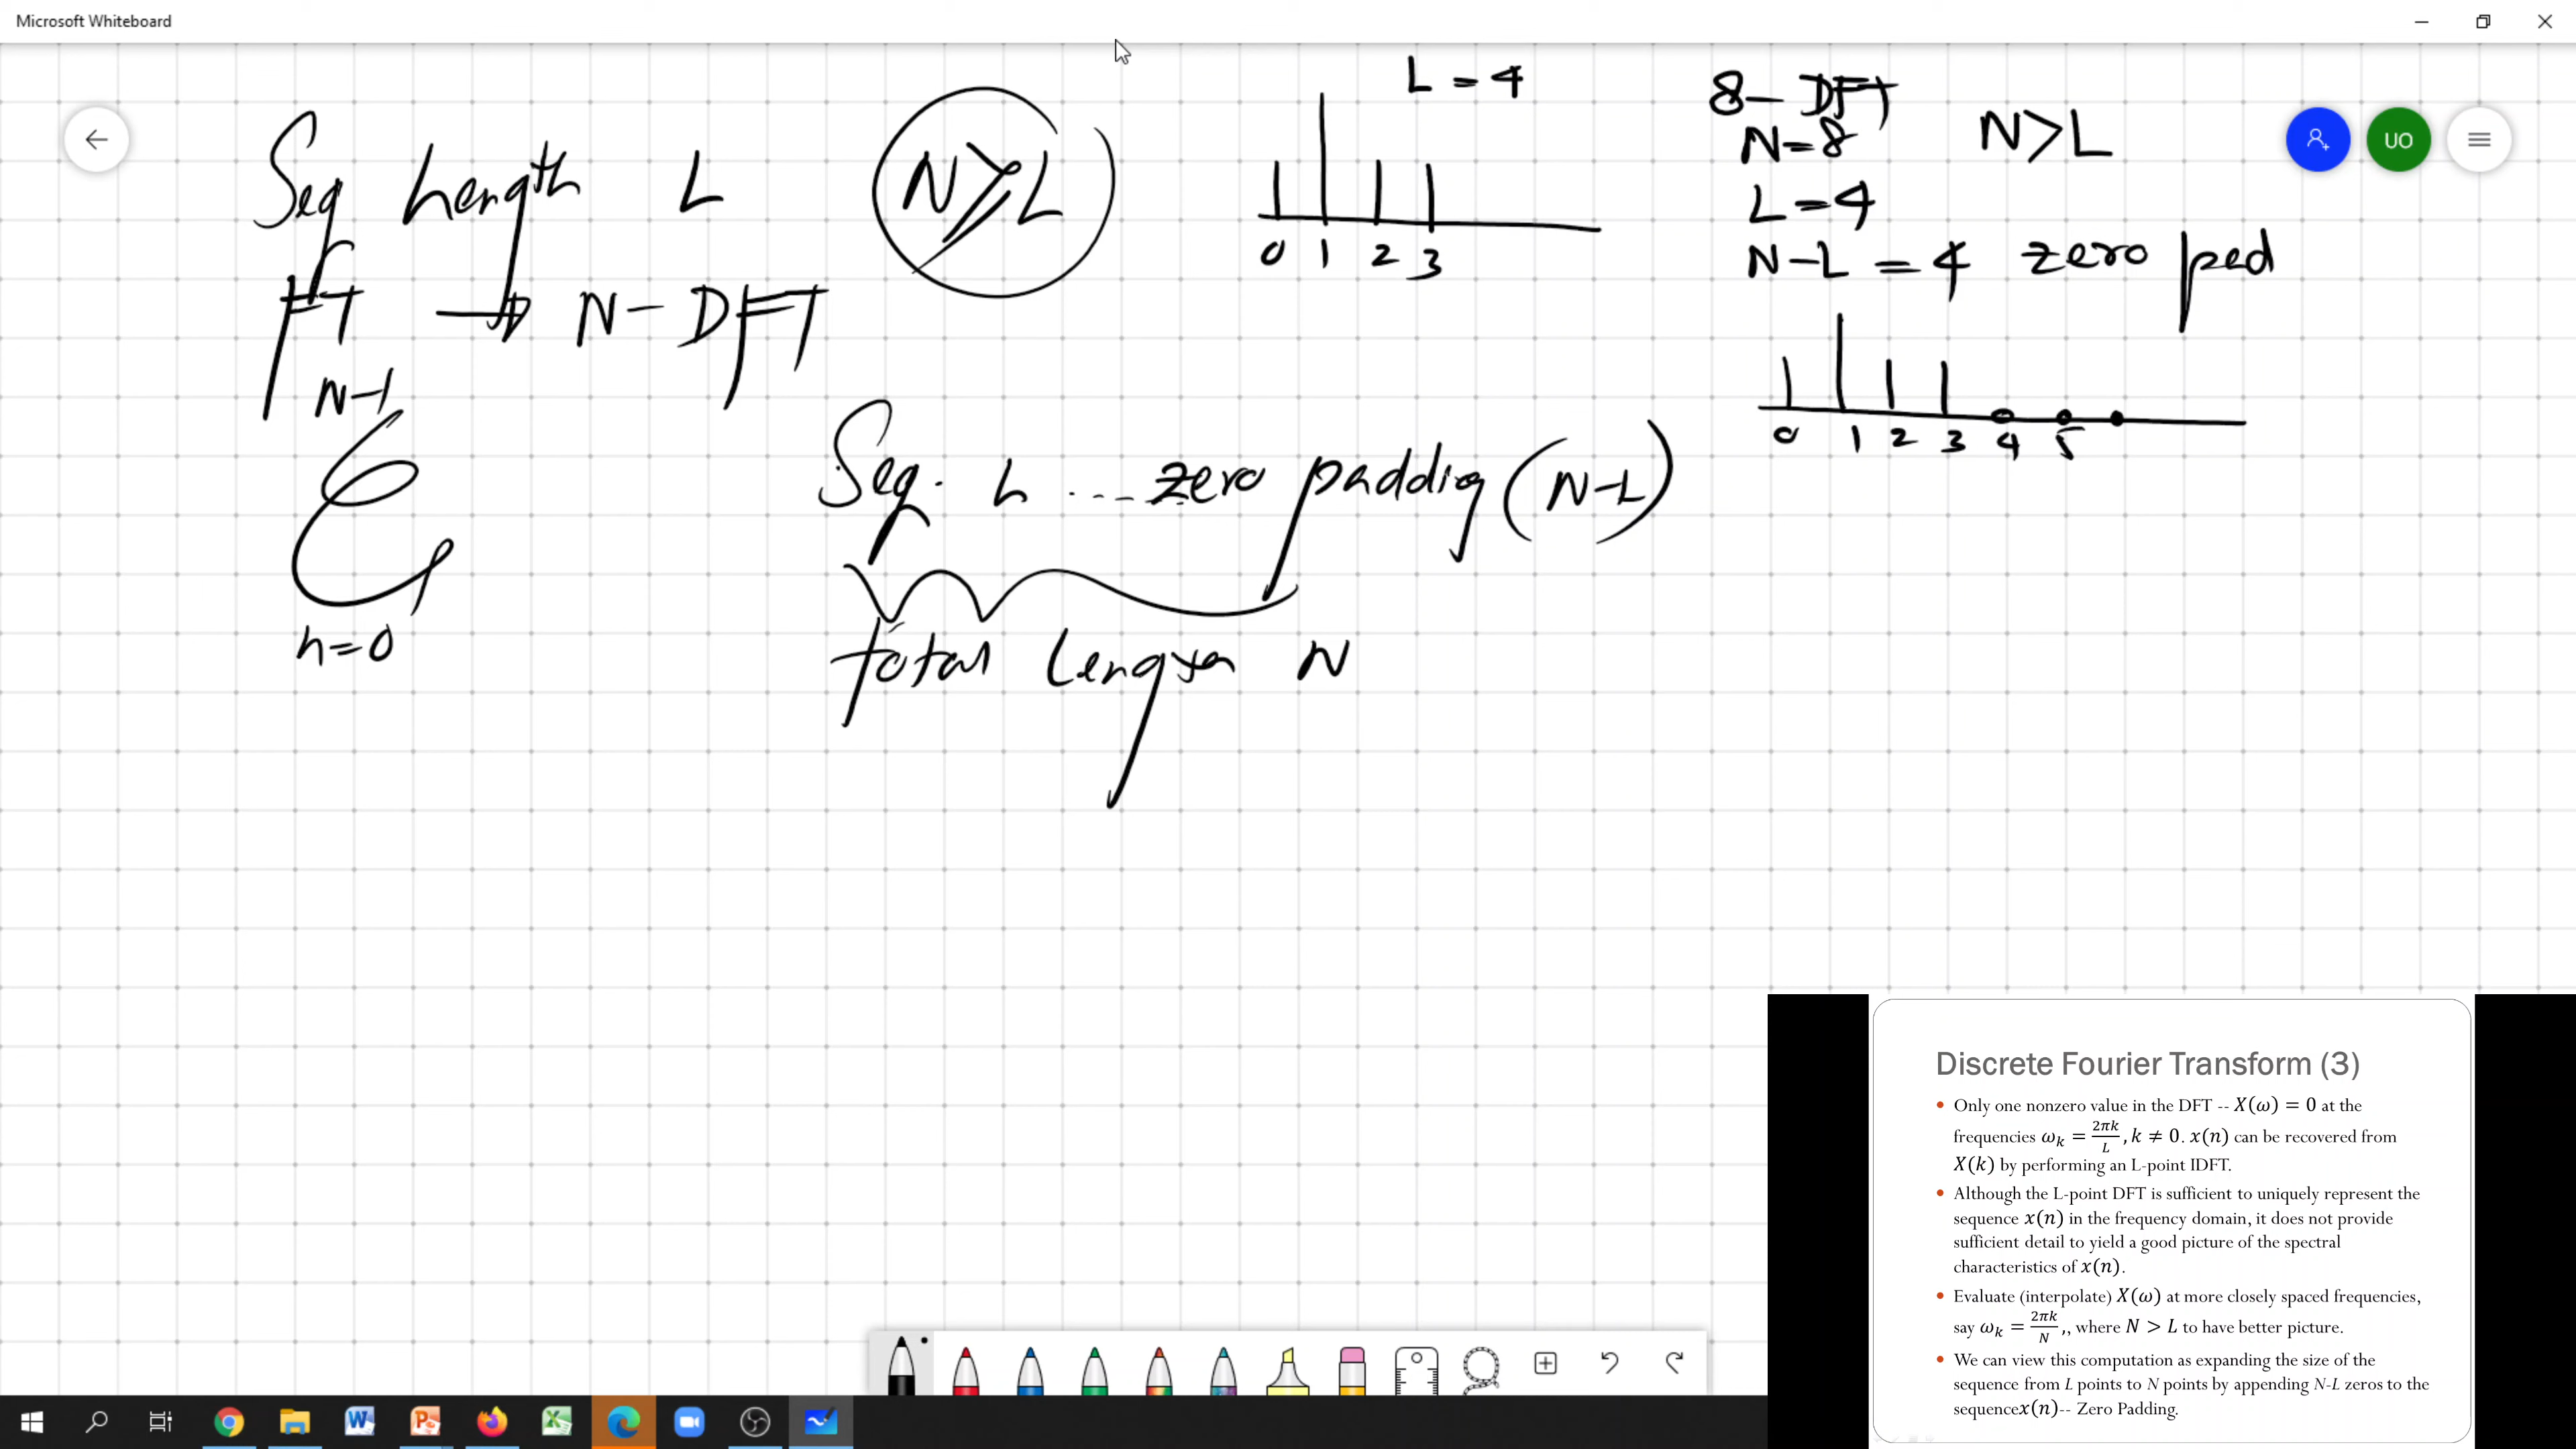 Microsoft Whiteboard
Seq Length L
N≥L
FT → N-DFT
N-1
n=0
L = 4
0 1 2 3
8- DFT
N=8
N>L
L=4
N-L = 4 zero pad
0 1 2 3 4 5
Seq. L ... zero padding (N-L)
total Length N
UO
Discrete Fourier Transform (3)
• Only one nonzero value in the DFT -- X(ω) = 0 at the
frequencies ωₖ = 2πk/L, k ≠ 0. x(n) can be recovered from
X(k) by performing an L-point IDFT.
• Although the L-point DFT is sufficient to uniquely represent the
sequence x(n) in the frequency domain, it does not provide
sufficient detail to yield a good picture of the spectral
characteristics of x(n).
• Evaluate (interpolate) X(ω) at more closely spaced frequencies,
say ωₖ = 2πk/N,, where N > L to have better picture.
• We can view this computation as expanding the size of the
sequence from L points to N points by appending N-L zeros to the
sequencex(n)-- Zero Padding.